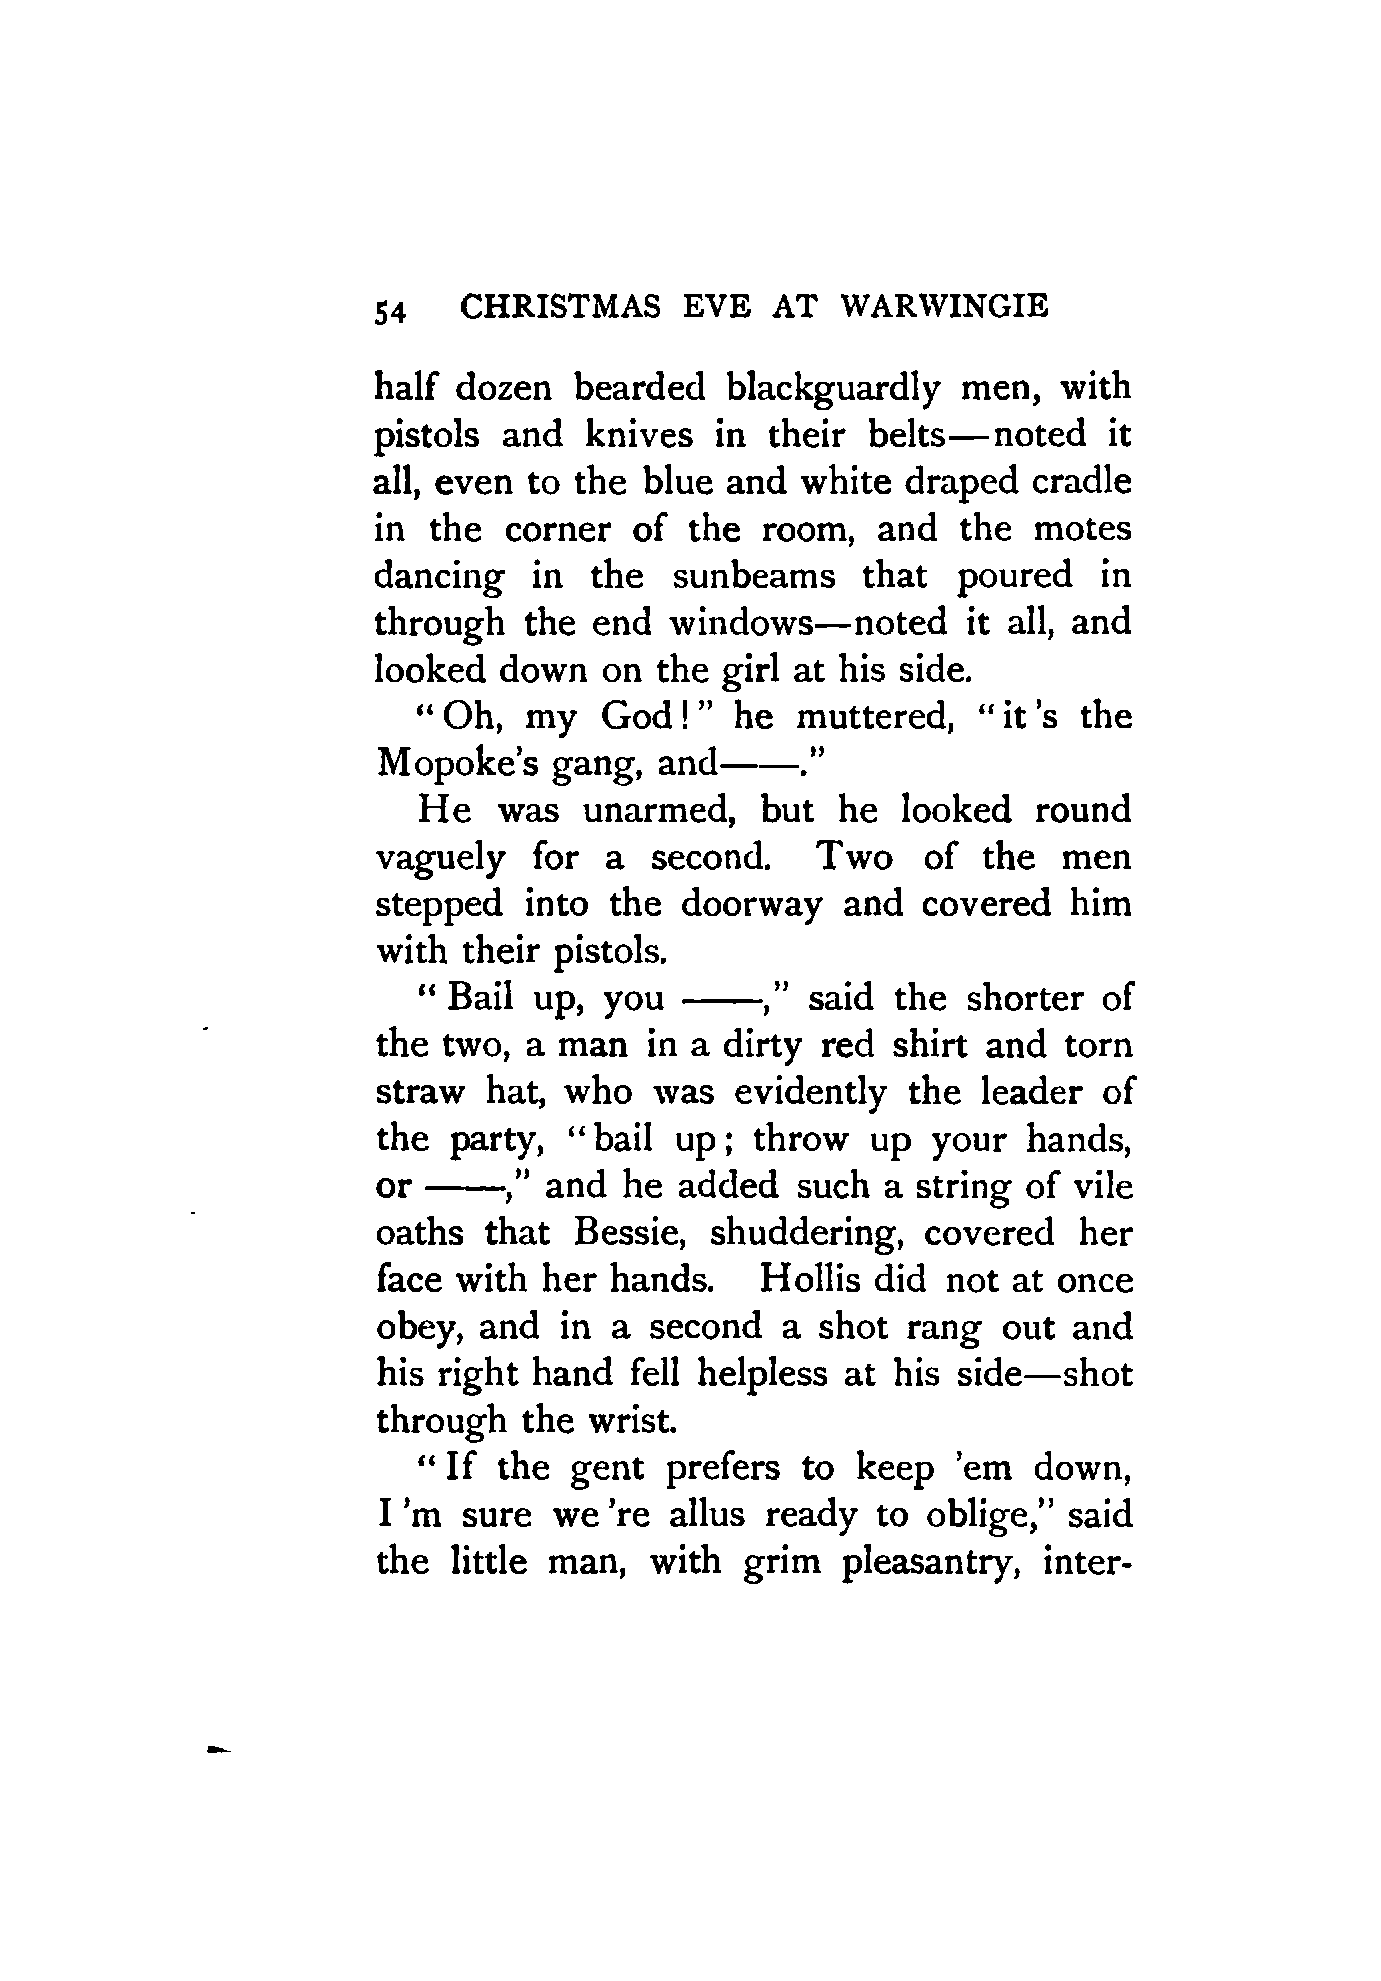 54 CHRISTMAS EVE AT WARWINGIE
half dozen bearded blackguardly men, with
pistols and knives in their belts—noted it
all, even to the blue and white draped cradle
in the corner of the room, and the motes
dancing in the sunbeams that poured in
through the end windows—noted it all, and
looked down on the girl at his side.
“Oh, my God!” he muttered, “it's the
Mopoke's gang, and——.”
He was unarmed, but he looked round
vaguely for a second. Two of the men
stepped into the doorway and covered him
with their pistols.
“Bail up, you ——,” said the shorter of
the two, a man in a dirty red shirt and torn
straw hat, who was evidently the leader of
the party, “bail up; throw up your hands,
or ——,” and he added such a string of vile
oaths that Bessie, shuddering, covered her
face with her hands. Hollis did not at once
obey, and in a second a shot rang out and
his right hand fell helpless at his side—shot
through the wrist.
“If the gent prefers to keep 'em down,
I'm sure we're allus ready to oblige,” said
the little man, with grim pleasantry, inter-